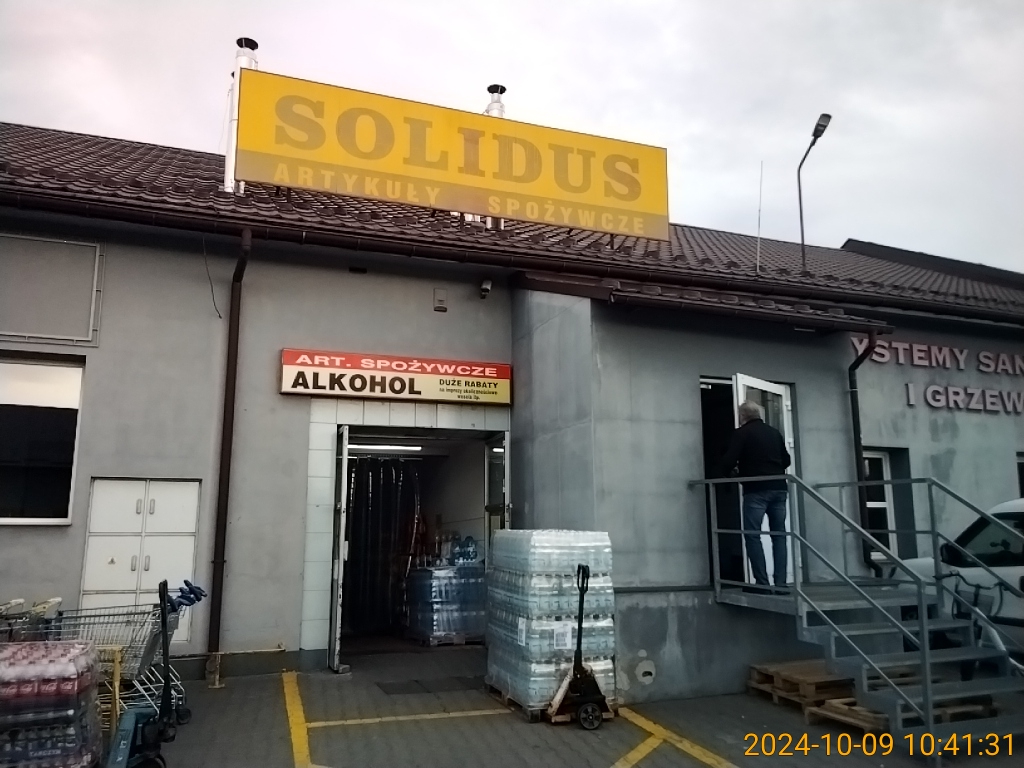 SOLIDUS
ARTYKUŁY SPOŻYWCZE
ART. SPOŻYWCZE
ALKOHOL
DUŻE RABATY
YSTEMY SAN
I GRZEW
2024-10-09 10:41:31